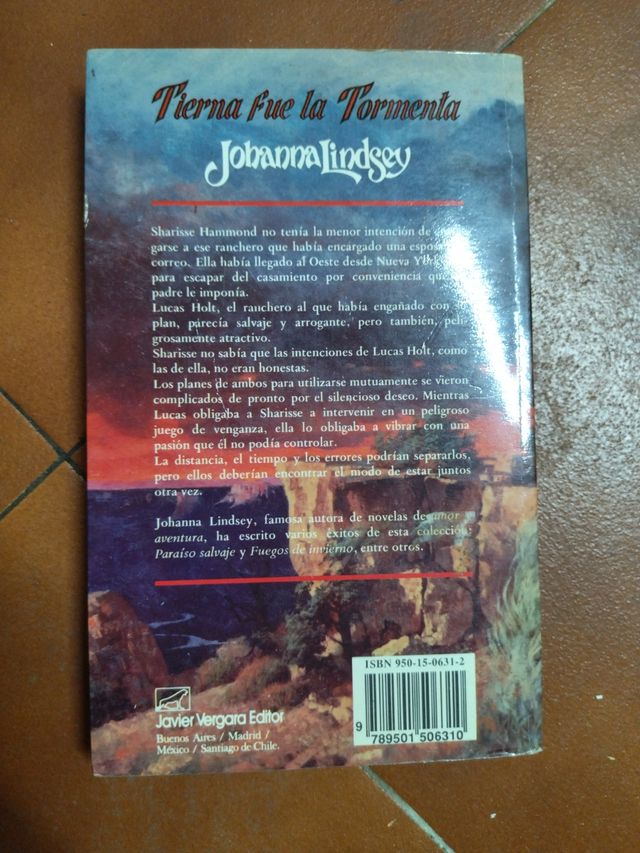 Tierna fue la Tormenta
Johanna Lindsey
Sharisse Hammond no tenía la menor intención de
garse a ese ranchero que había encargado una esposa
correo. Ella había llegado al Oeste desde Nueva York
para escapar del casamiento por conveniencia que
padre le imponía.
Lucas Holt, el ranchero al que había engañado con
plan, parecía salvaje y arrogante, pero también, peli-
grosamente atractivo.
Sharisse no sabía que las intenciones de Lucas Holt, como
las de ella, no eran honestas.
Los planes de ambos para utilizarse mutuamente se vieron
complicados de pronto por el silencioso deseo. Mientras
Lucas obligaba a Sharisse a intervenir en un peligroso
juego de venganza, ella lo obligaba a vibrar con una
pasión que él no podía controlar.
La distancia, el tiempo y los errores podrían separarlos,
pero ellos deberían encontrar el modo de estar juntos
otra vez.
Johanna Lindsey, famosa autora de novelas de amor y
aventura, ha escrito varios éxitos de esta colección:
Paraíso salvaje y Fuegos de invierno, entre otros.
ISBN 950-15-0631-2
9 789501 506310
Javier Vergara Editor
Buenos Aires / Madrid /
México / Santiago de Chile.